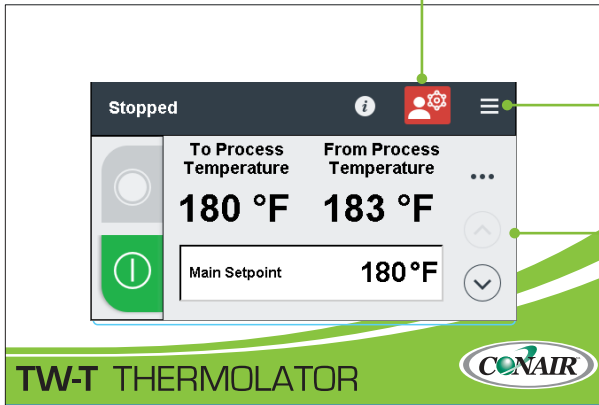 Stopped
i
To Process
Temperature
From Process
Temperature
180 °F
183 °F
Main Setpoint
180°F
TW-T THERMOLATOR
CONAIR